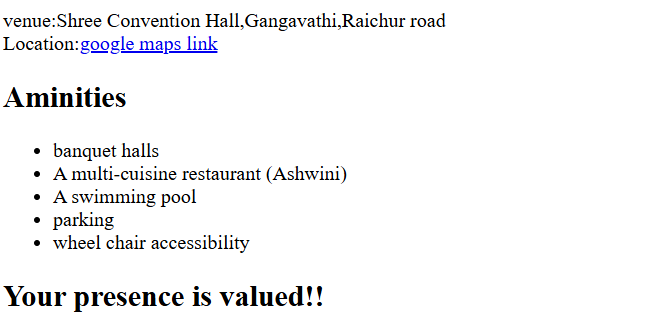 venue:Shree Convention Hall,Gangavathi,Raichur road
Location:google maps link
Aminities
banquet halls
A multi-cuisine restaurant (Ashwini)
A swimming pool
parking
wheel chair accessibility
Your presence is valued!!